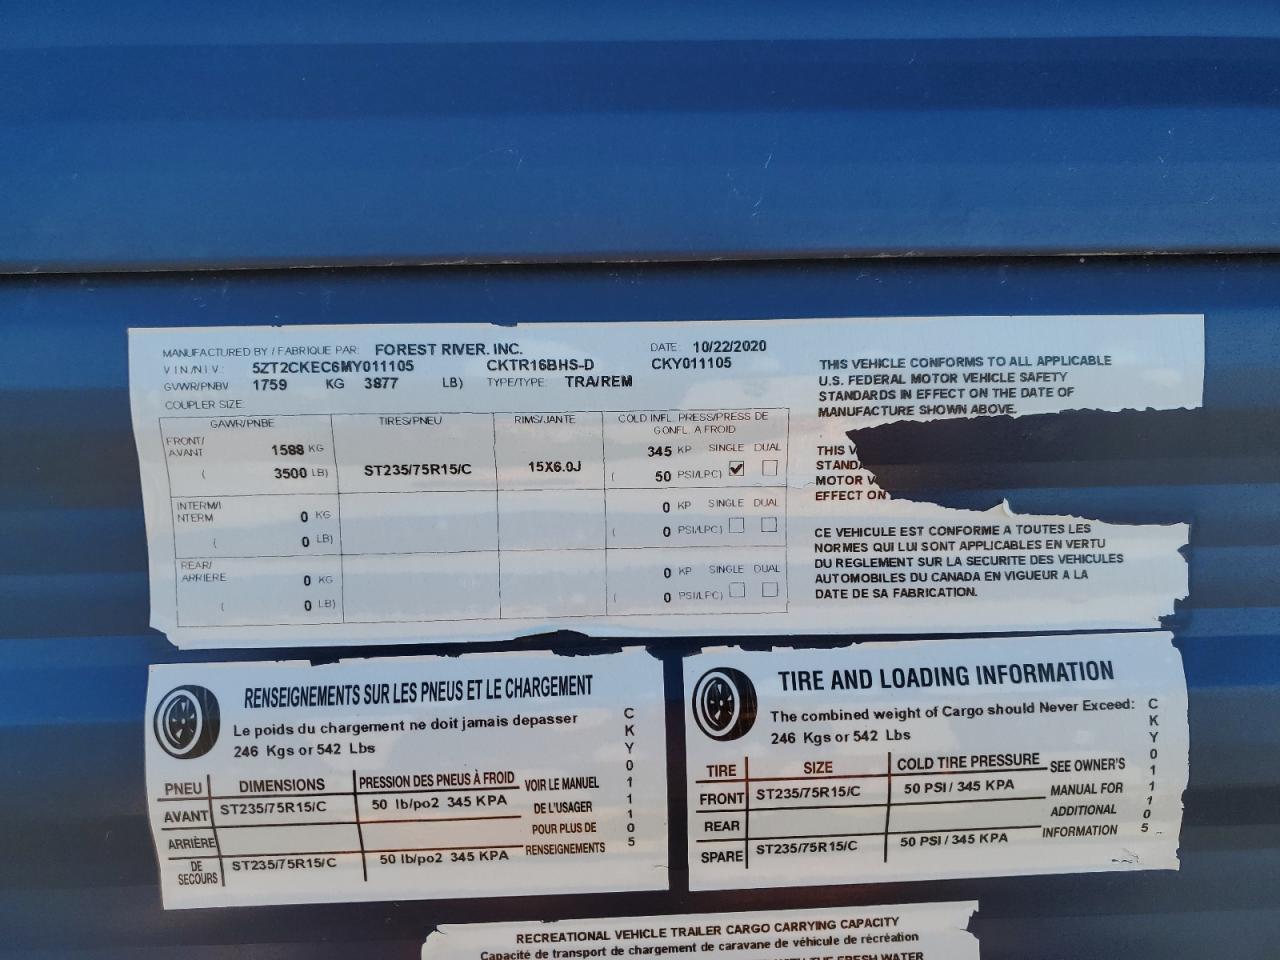 MANUFACTURED BY / FABRIQUE PAR: FOREST RIVER, INC. DATE: 10/22/2020
VIN/NIV: 5ZT2CKEC6MY011105 CKTR16BHS-D CKY011105
GVWR/PNBV 1759 KG 3877 LB) TYPE/TYPE: TRA/REM
COUPLER SIZE
GAWR/PNBE TIRES/PNEU RIMS/JANTE COLD INFL. PRESS/PRESS DE GONFL. A FROID
FRONT/ AVANT 1588 KG 345 KP SINGLE DUAL
( 3500 LB) ST235/75R15/C 15X6.0J ( 50 PSI/LPC)
INTERM/ INTERM 0 KG 0 KP SINGLE DUAL
( 0 LB) ( 0 PSI/LPC)
REAR/ ARRIERE 0 KG 0 KP SINGLE DUAL
( 0 LB) ( 0 PSI/LPC)
THIS VEHICLE CONFORMS TO ALL APPLICABLE
U.S. FEDERAL MOTOR VEHICLE SAFETY
STANDARDS IN EFFECT ON THE DATE OF
MANUFACTURE SHOWN ABOVE.
THIS
MOTOR
EFFECT ON
CE VEHICULE EST CONFORME A TOUTES LES
NORMES QUI LUI SONT APPLICABLES EN VERTU
DU REGLEMENT SUR LA SECURITE DES VEHICULES
AUTOMOBILES DU CANADA EN VIGUEUR A LA
DATE DE SA FABRICATION.
RENSEIGNEMENTS SUR LES PNEUS ET LE CHARGEMENT
Le poids du chargement ne doit jamais depasser
246 Kgs or 542 Lbs
PNEU DIMENSIONS PRESSION DES PNEUS À FROID
AVANT ST235/75R15/C 50 lb/po2 345 KPA
ARRIÈRE
DE SECOURS ST235/75R15/C 50 lb/po2 345 KPA
VOIR LE MANUEL
DE L'USAGER
POUR PLUS DE
RENSEIGNEMENTS
CKY011105
TIRE AND LOADING INFORMATION
The combined weight of Cargo should Never Exceed:
246 Kgs or 542 Lbs
TIRE SIZE COLD TIRE PRESSURE
FRONT ST235/75R15/C 50 PSI / 345 KPA
REAR
SPARE ST235/75R15/C 50 PSI / 345 KPA
SEE OWNER'S
MANUAL FOR
ADDITIONAL
INFORMATION
CKY011105
RECREATIONAL VEHICLE TRAILER CARGO CARRYING CAPACITY
Capacité de transport de chargement de caravane de véhicule de récréation
THE FRESH WATER